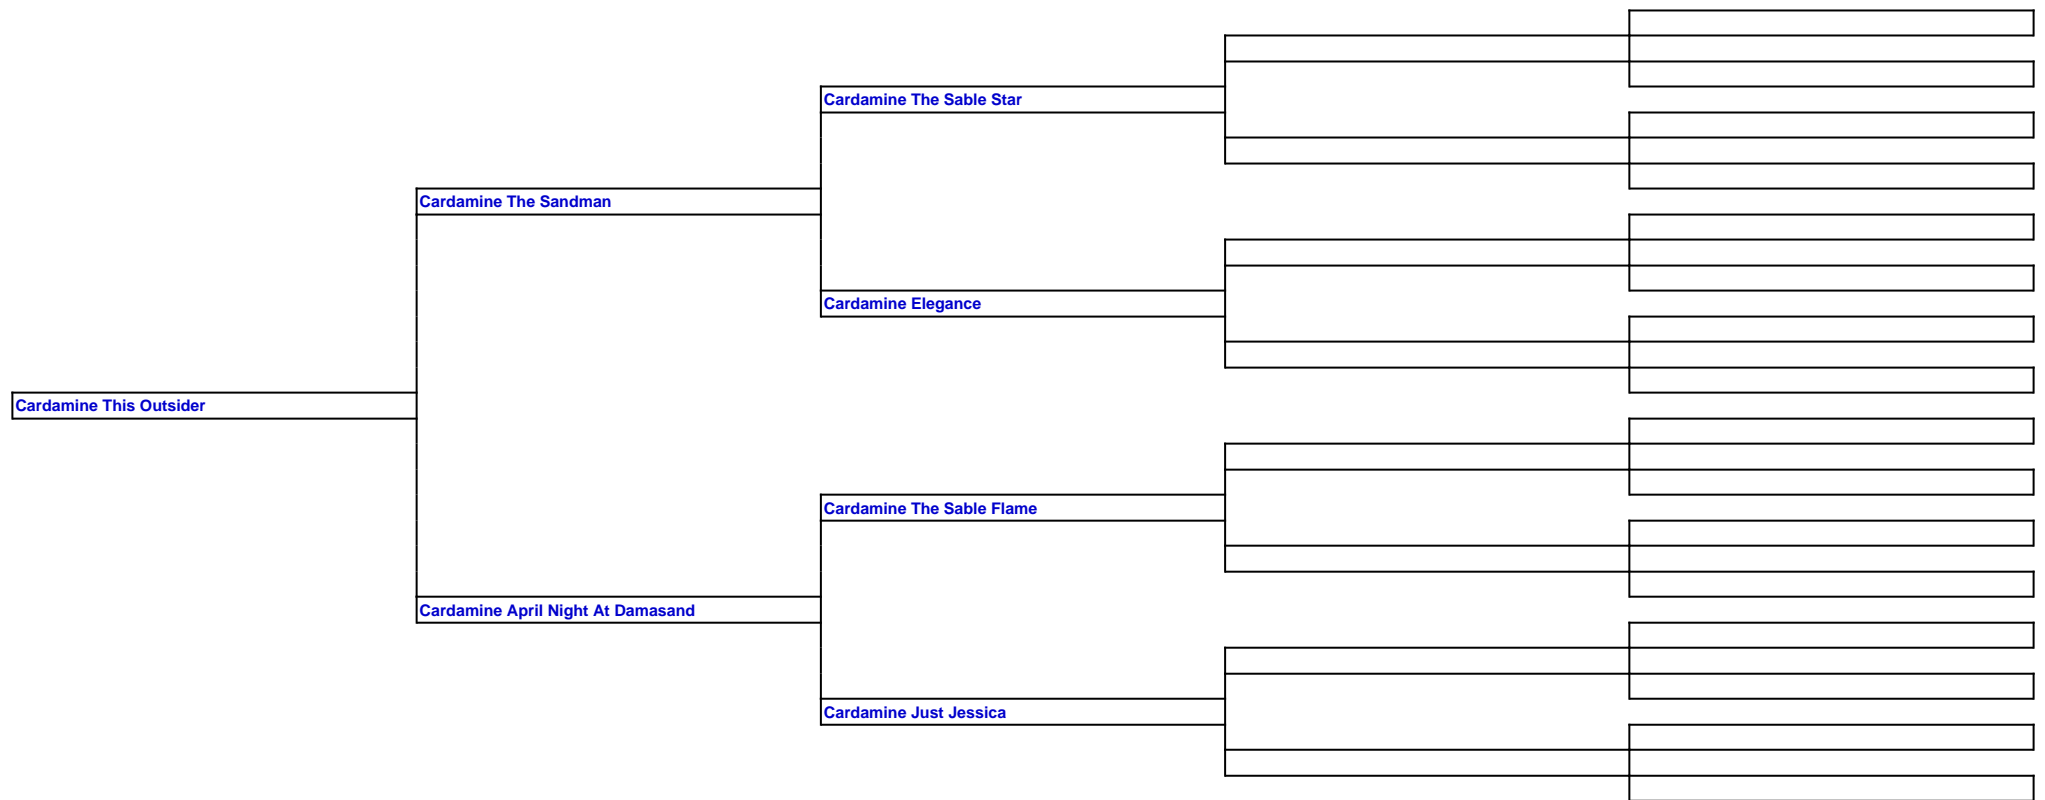 Cardamine The Sable Star
Cardamine The Sandman
Cardamine Elegance
Cardamine This Outsider
Cardamine The Sable Flame
Cardamine April Night At Damasand
Cardamine Just Jessica